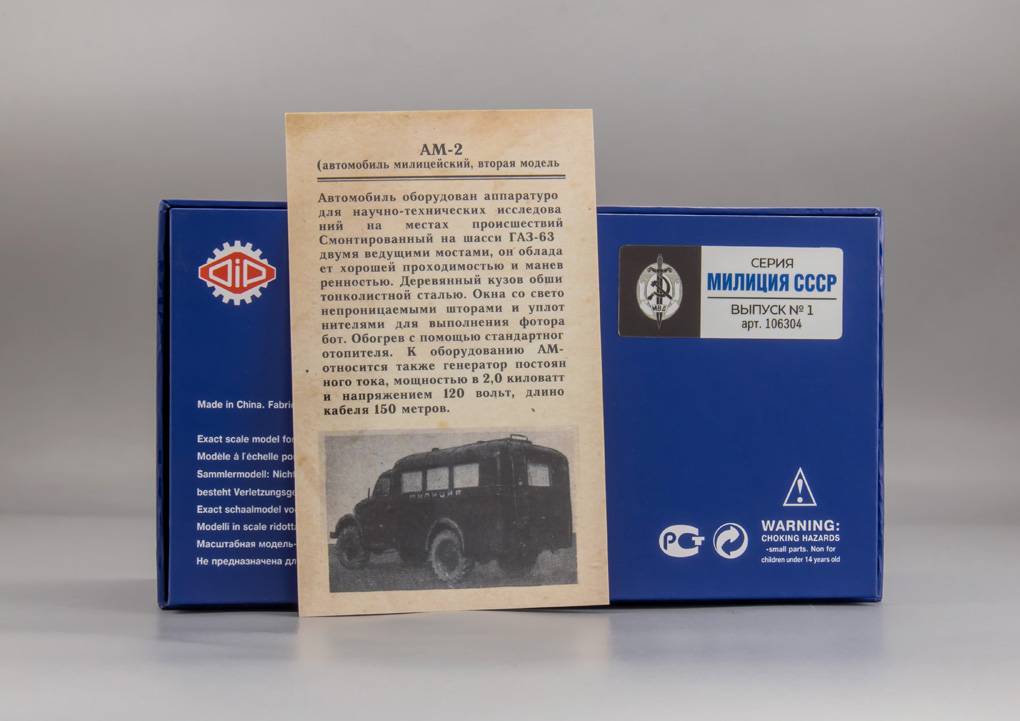 АМ-2
(автомобиль милицейский, вторая модель
Автомобиль оборудован аппаратуро
для научно-технических исследова
ний на местах происшествий
Смонтированный на шасси ГАЗ-63
двумя ведущими мостами, он облада
ет хорошей проходимостью и манев
ренностью. Деревянный кузов обши
тонколистной сталью. Окна со свето
непроницаемыми шторами и уплот
нителями для выполнения фотора
бот. Обогрев с помощью стандартног
отопителя. К оборудованию АМ-
относится также генератор постоян
ного тока, мощностью в 2,0 киловатт
и напряжением 120 вольт, длино
кабеля 150 метров.
МИЛИЦИЯ
DiP
Made in China. Fabri
Exact scale model fo
Modèle à l'échelle po
Sammlermodell: Nicht
besteht Verletzungsg
Exact schaalmodel vo
Modelli in scale ridott
Масштабная модель-
Не предназначена дл
СЕРИЯ
МИЛИЦИЯ СССР
ВЫПУСК № 1
арт. 106304
МВД
РСТ
WARNING:
CHOKING HAZARDS
-small parts. Non for
children under 14 years old